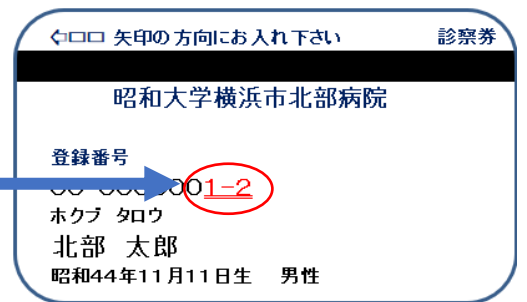 ⇦□□ 矢印の方向にお入れ下さい 診察券
昭和大学横浜市北部病院
登録番号
00-0000001-2
ホクブ タロウ
北部 太郎
昭和44年11月11日生 男性